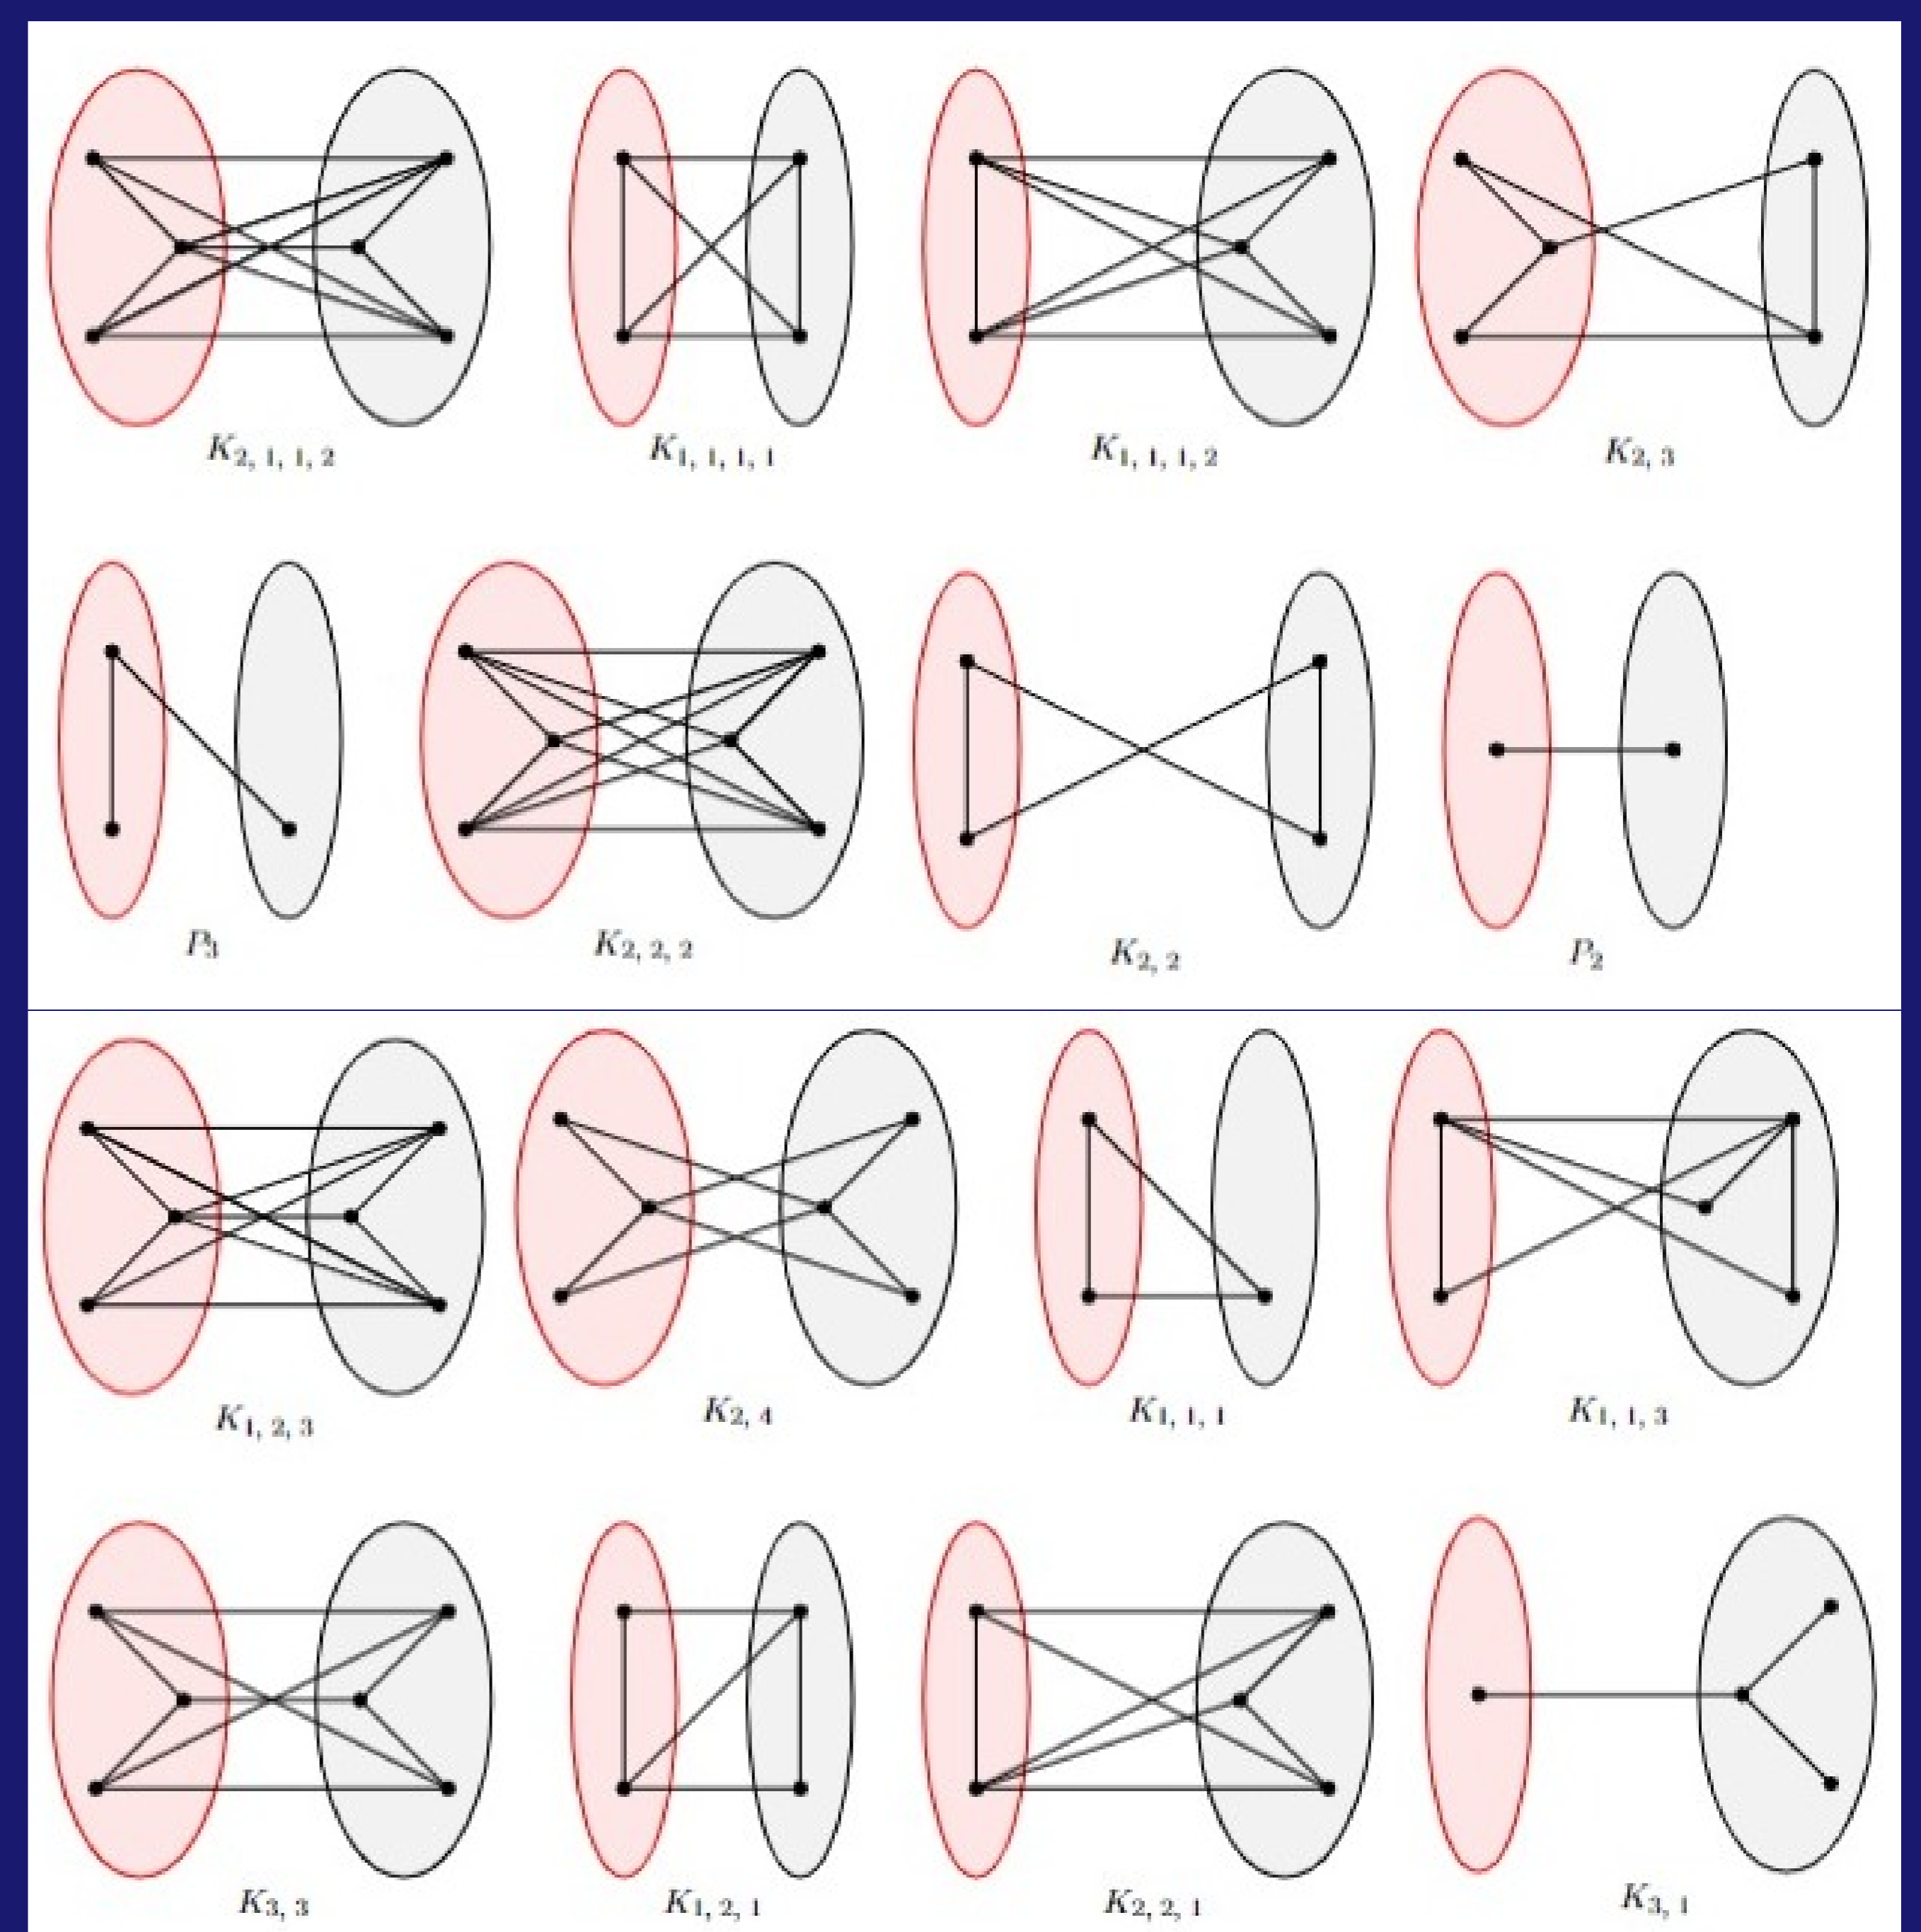 K2, 1, 1, 2
K1, 1, 1, 1
K1, 1, 1, 2
K2, 3
P3
K2, 2, 2
K2, 2
P2
K1, 2, 3
K2, 4
K1, 1, 1
K1, 1, 3
K3, 3
K1, 2, 1
K2, 2, 1
K3, 1